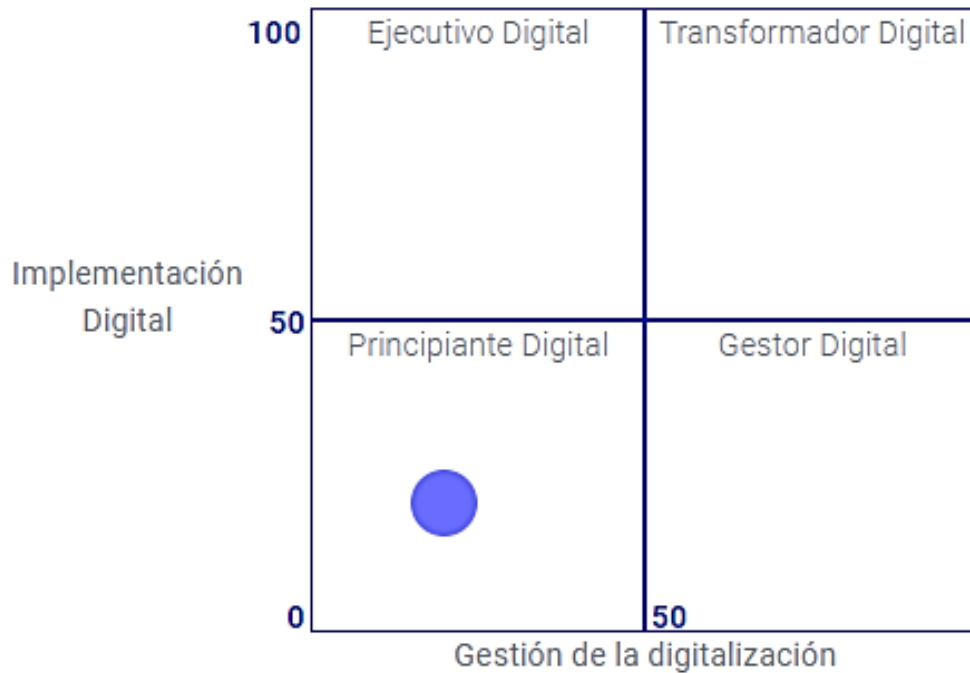 100
Ejecutivo Digital
Transformador Digital
Implementación
Digital
50
Principiante Digital
Gestor Digital
0
50
Gestión de la digitalización